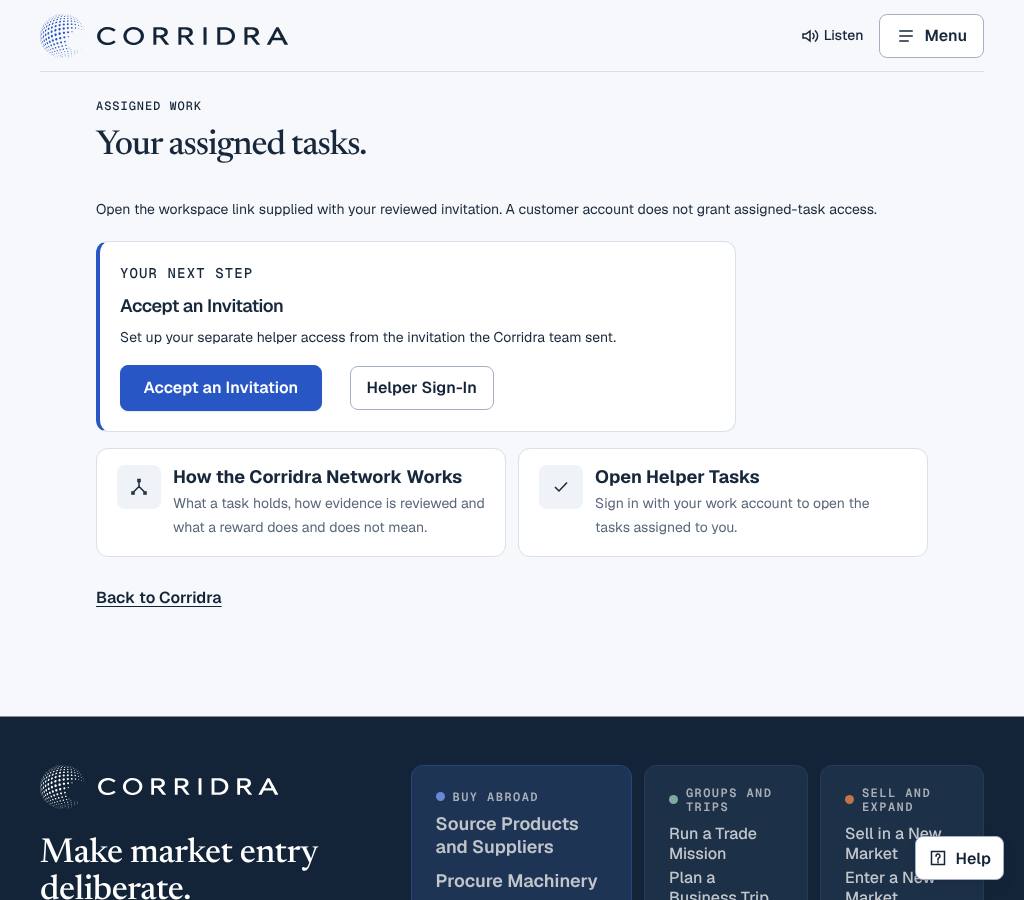 CORRIDRA
Listen
Menu
ASSIGNED WORK
Your assigned tasks.
Open the workspace link supplied with your reviewed invitation. A customer account does not grant assigned-task access.
YOUR NEXT STEP
Accept an Invitation
Set up your separate helper access from the invitation the Corridra team sent.
Accept an Invitation
Helper Sign-In
How the Corridra Network Works
What a task holds, how evidence is reviewed and
what a reward does and does not mean.
Open Helper Tasks
Sign in with your work account to open the
tasks assigned to you.
Back to Corridra
CORRIDRA
Make market entry
deliberate.
BUY ABROAD
Source Products
and Suppliers
Procure Machinery
GROUPS AND
TRIPS
Run a Trade
Mission
Plan a
Business Trip
SELL AND
EXPAND
Sell in a New
Market
Enter a New
Market
Help